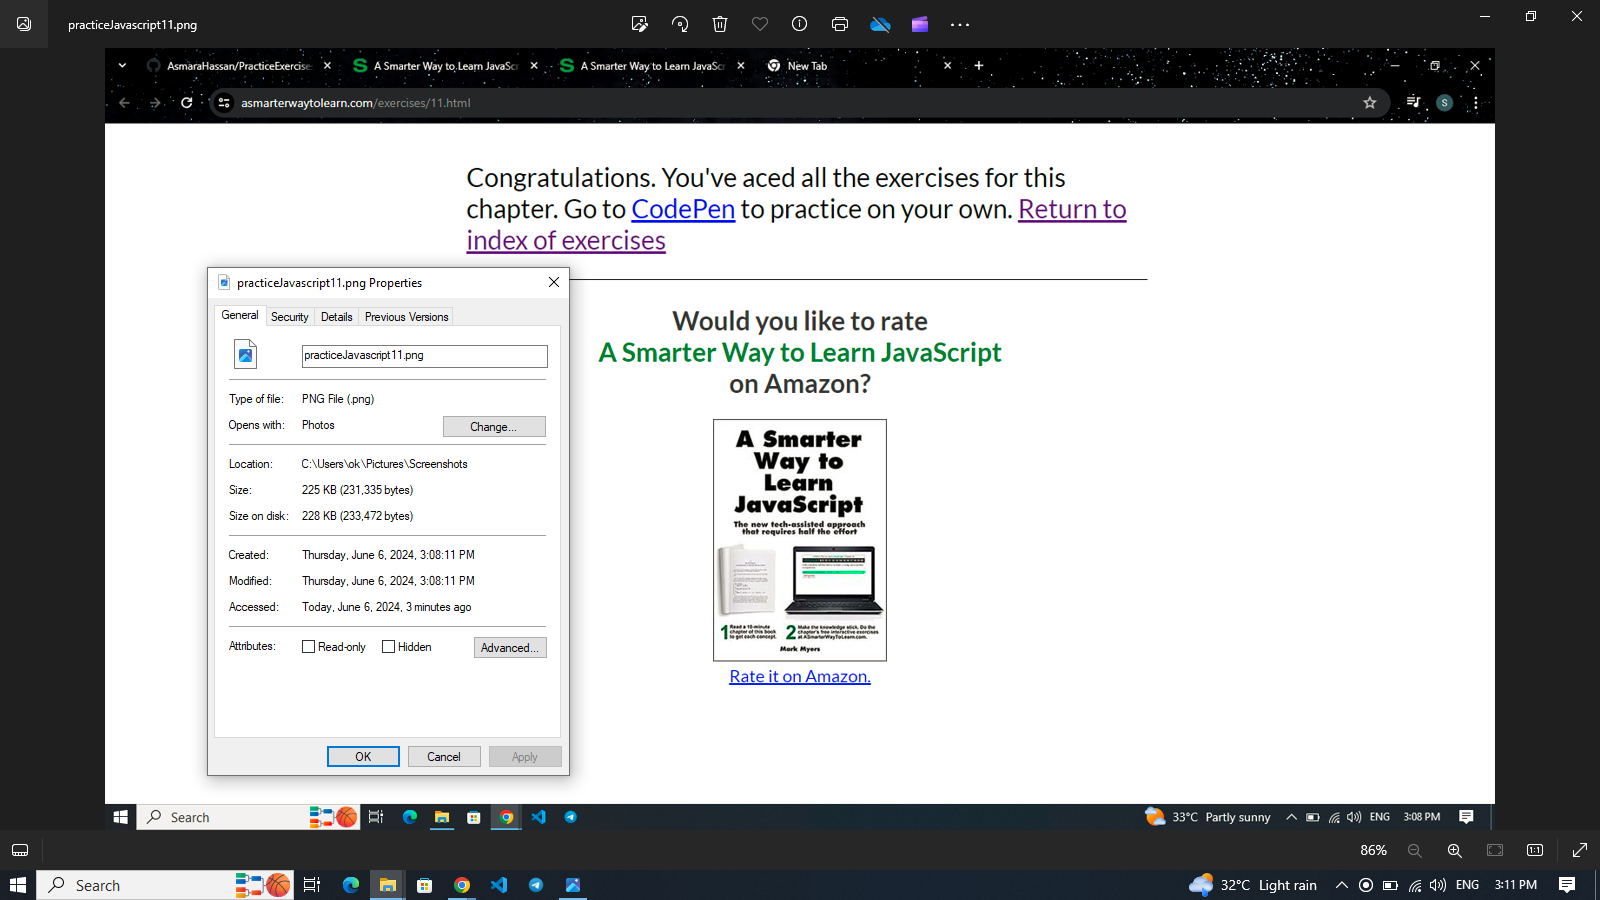 practiceJavascript11.png
AsmaraHassan/PracticeExercise
A Smarter Way to Learn JavaScr
A Smarter Way to Learn JavaScr
New Tab
asmarterwaytolearn.com/exercises/11.html
S
Congratulations. You've aced all the exercises for this
chapter. Go to CodePen to practice on your own. Return to
index of exercises
practiceJavascript11.png Properties
General
Security
Details
Previous Versions
practiceJavascript11.png
Type of file: PNG File (.png)
Opens with: Photos
Change...
Location: C:\Users\ok\Pictures\Screenshots
Size: 225 KB (231,335 bytes)
Size on disk: 228 KB (233,472 bytes)
Created: Thursday, June 6, 2024, 3:08:11 PM
Modified: Thursday, June 6, 2024, 3:08:11 PM
Accessed: Today, June 6, 2024, 3 minutes ago
Attributes: Read-only Hidden
Advanced...
OK
Cancel
Apply
Would you like to rate
A Smarter Way to Learn JavaScript
on Amazon?
A Smarter
Way to
Learn
JavaScript
The new tech-assisted approach
that requires half the effort
1 Read a 10-minute
chapter of this book
to get each concept.
2 Make the knowledge stick. Do the
chapter's free interactive exercises
at ASmarterWayToLearn.com.
Mark Myers
Rate it on Amazon.
Search
33°C Partly sunny
ENG
3:08 PM
86%
1:1
Search
32°C Light rain
ENG
3:11 PM